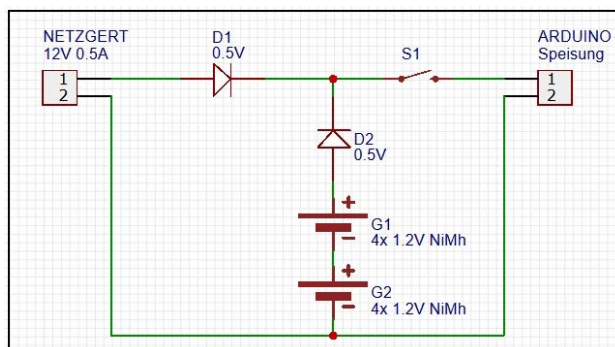 NETZGERT
12V 0.5A
1
2
D1
0.5V
S1
ARDUINO
Speisung
1
2
D2
0.5V
+
-
G1
4x 1.2V NiMh
+
-
G2
4x 1.2V NiMh